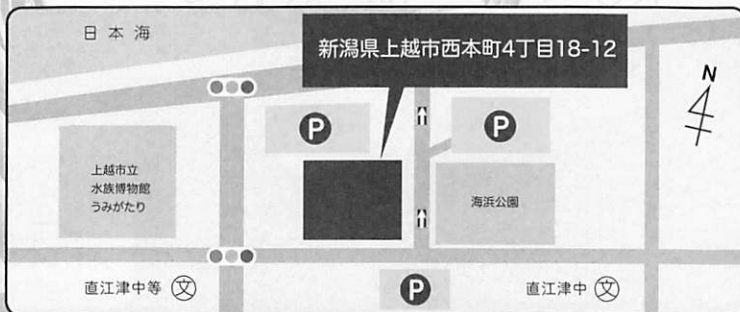 日本海
新潟県上越市西本町4丁目18-12
N
P
P
上越市立
水族博物館
うみがたり
海浜公園
直江津中等 文
P
直江津中 文